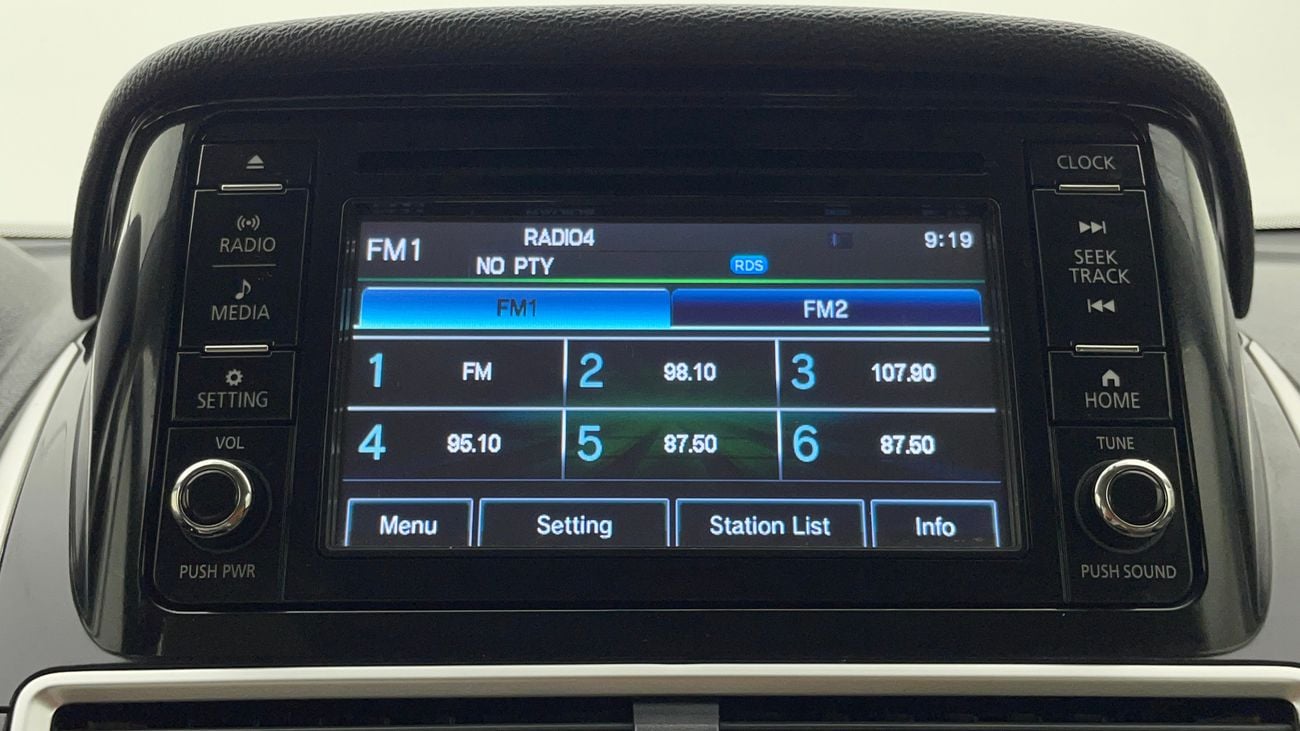 CLOCK
RADIO
MEDIA
SETTING
VOL
PUSH PWR
FM1 RADIO4 9:19
NO PTY RDS
FM1 FM2
1 FM 2 98.10 3 107.90
4 95.10 5 87.50 6 87.50
Menu Setting Station List Info
SEEK
TRACK
HOME
TUNE
PUSH SOUND